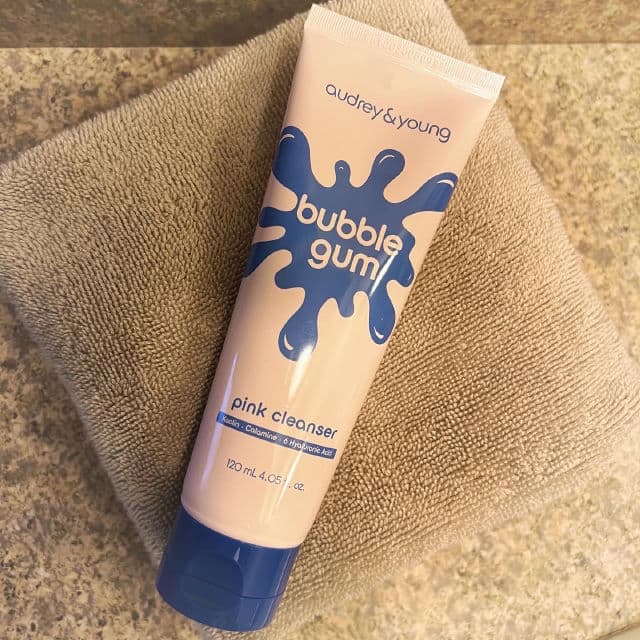 audrey&young
bubble
gum
pink cleanser
Kaolin · Calamine · 6 Hyaluronic Acid
120 mL 4.05 fl. oz.